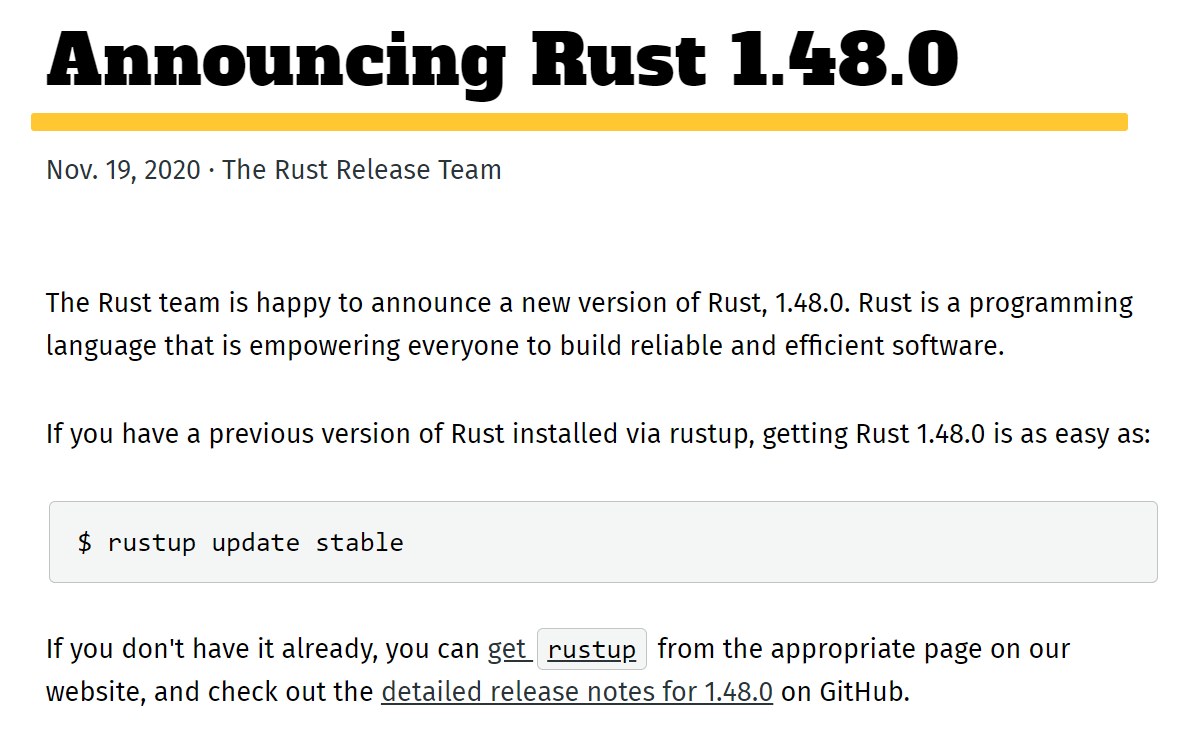 Announcing Rust 1.48.0
Nov. 19, 2020 · The Rust Release Team
The Rust team is happy to announce a new version of Rust, 1.48.0. Rust is a programming
language that is empowering everyone to build reliable and efficient software.
If you have a previous version of Rust installed via rustup, getting Rust 1.48.0 is as easy as:
$ rustup update stable
If you don't have it already, you can get rustup from the appropriate page on our
website, and check out the detailed release notes for 1.48.0 on GitHub.